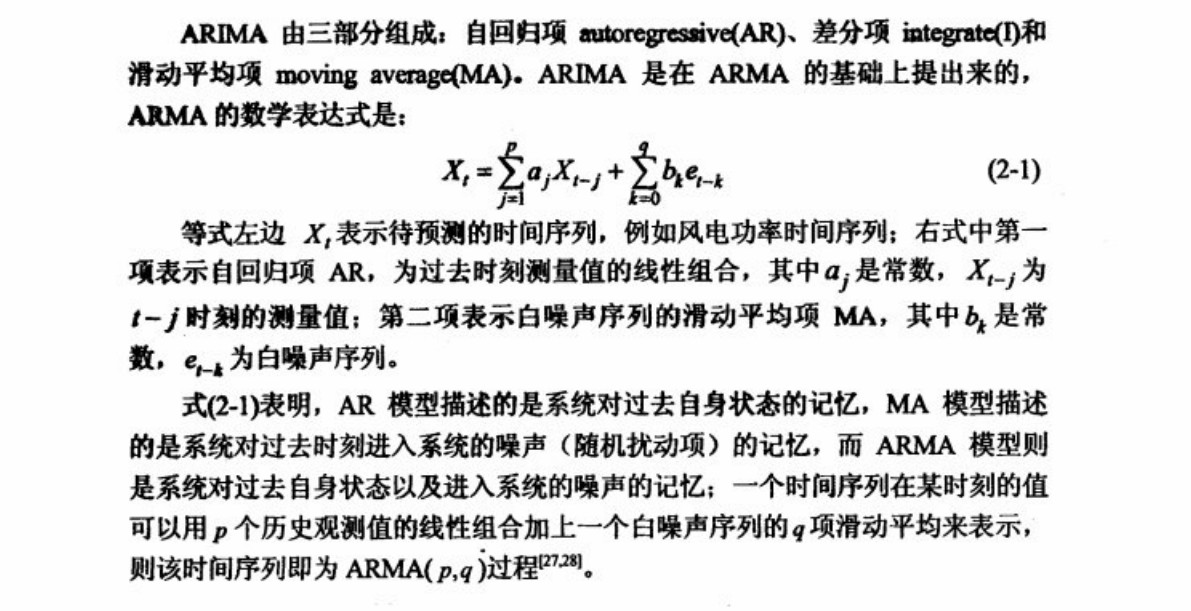 ARIMA 由三部分组成：自回归项 autoregressive(AR)、差分项 integrate(I)和
滑动平均项 moving average(MA)。ARIMA 是在 ARMA 的基础上提出来的，
ARMA 的数学表达式是：
X_t = \sum_{j=1}^{p} a_j X_{t-j} + \sum_{k=0}^{q} b_k e_{t-k} (2-1)
等式左边 X_t 表示待预测的时间序列，例如风电功率时间序列；右式中第一
项表示自回归项 AR，为过去时刻测量值的线性组合，其中 a_j 是常数， X_{t-j} 为
t-j 时刻的测量值；第二项表示白噪声序列的滑动平均项 MA，其中 b_k 是常
数， e_{t-k} 为白噪声序列。
式(2-1)表明，AR 模型描述的是系统对过去自身状态的记忆，MA 模型描述
的是系统对过去时刻进入系统的噪声（随机扰动项）的记忆，而 ARMA 模型则
是系统对过去自身状态以及进入系统的噪声的记忆；一个时间序列在某时刻的值
可以用 p 个历史观测值的线性组合加上一个白噪声序列的 q 项滑动平均来表示，
则该时间序列即为 ARMA( p,q )过程[27,28]。